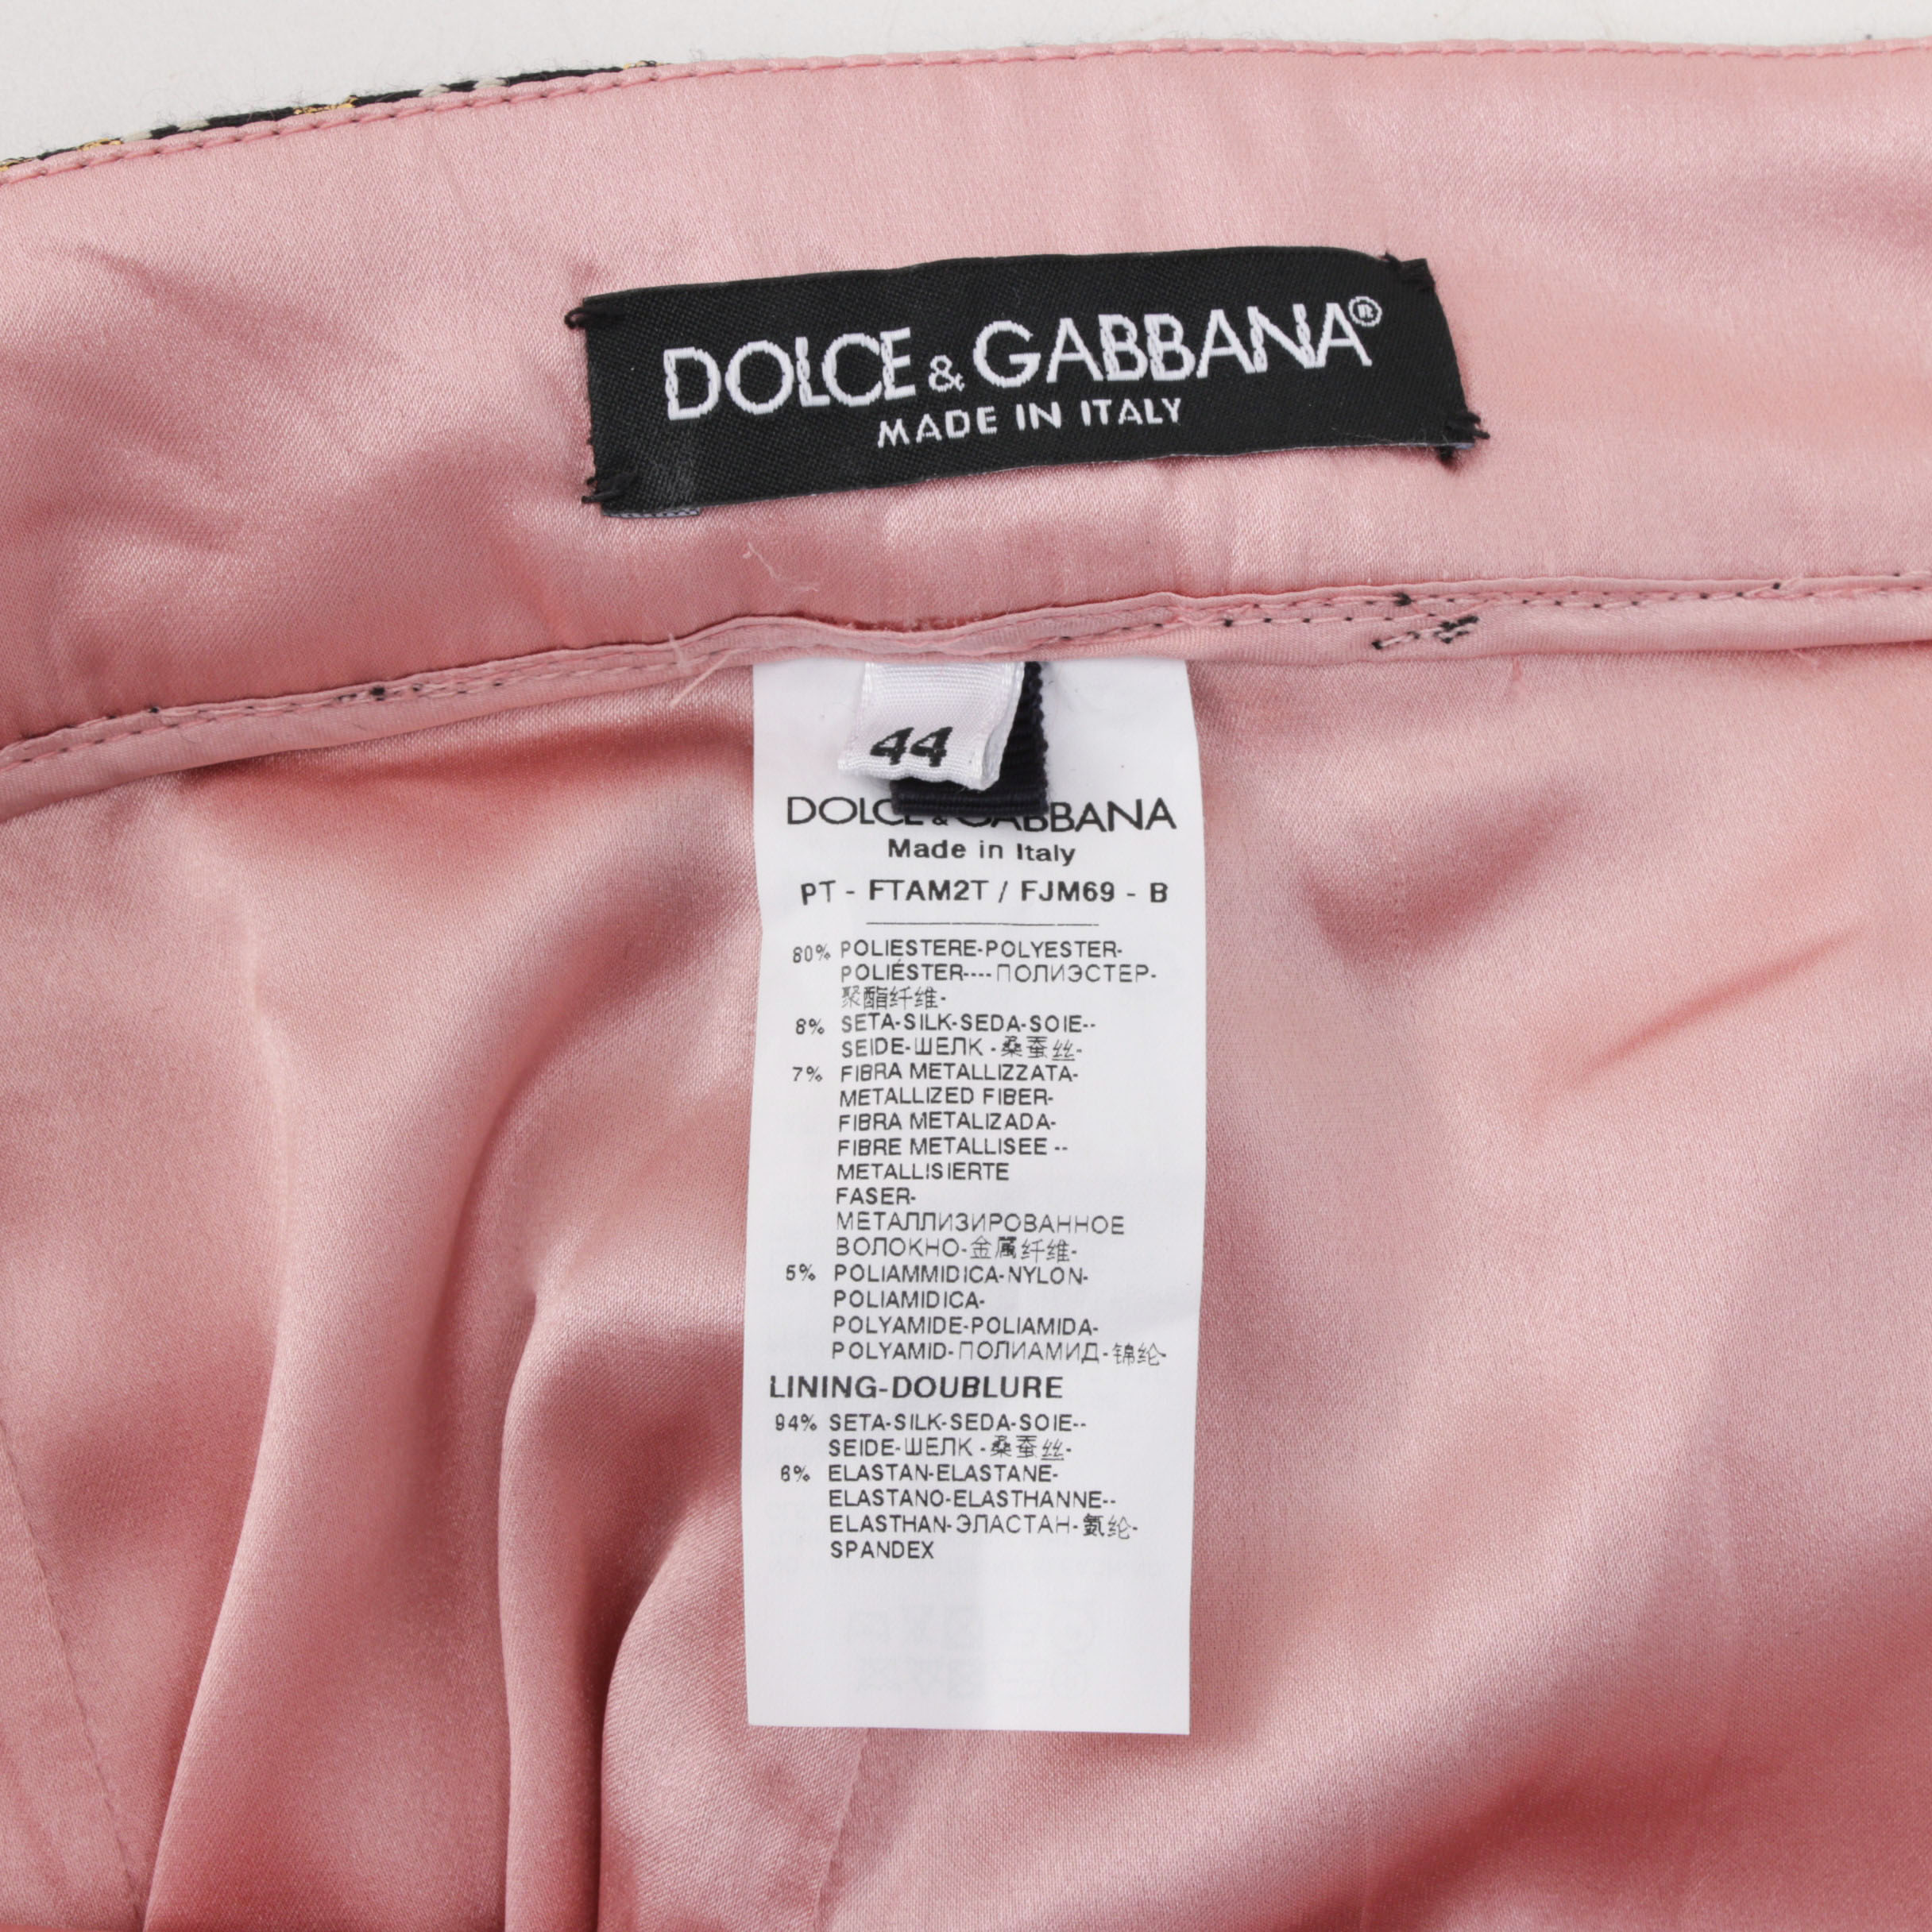 DOLCE & GABBANA®
MADE IN ITALY
44
DOLCE & GABBANA
Made in Italy
PT - FTAM2T / FJM69 - B
80% POLIESTERE-POLYESTER-
POLIÉSTER----ПОЛИЭСТЕР-
聚酯纤维-
8% SETA-SILK-SEDA-SOIE--
SEIDE-ШЕЛК -桑蚕丝-
7% FIBRA METALLIZZATA-
METALLIZED FIBER-
FIBRA METALIZADA-
FIBRE METALLISEE --
METALLISIERTE
FASER-
МЕТАЛЛИЗИРОВАННОЕ
ВОЛОКНО-金属纤维-
5% POLIAMMIDICA-NYLON-
POLIAMIDICA-
POLYAMIDE-POLIAMIDA-
POLYAMID-ПОЛИАМИД-锦纶-
LINING-DOUBLURE
94% SETA-SILK-SEDA-SOIE--
SEIDE-ШЕЛК -桑蚕丝-
6% ELASTAN-ELASTANE-
ELASTANO-ELASTHANNE--
ELASTHAN-ЭЛАСТАН-氨纶-
SPANDEX